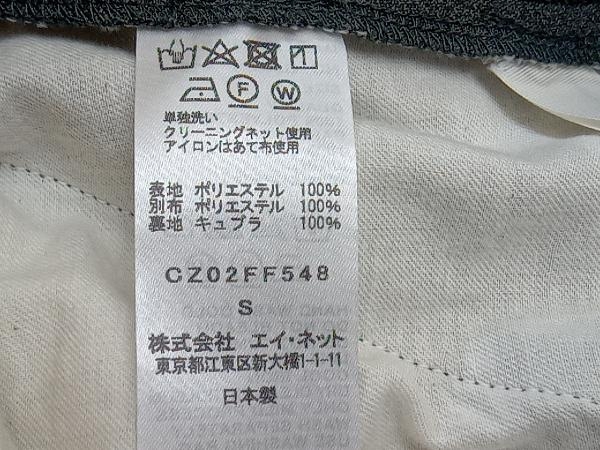 F W
単独洗い
クリーニングネット使用
アイロンはあて布使用
表地 ポリエステル 100%
別布 ポリエステル 100%
裏地 キュプラ 100%
CZ02FF548
S
株式会社 エイ・ネット
東京都江東区新大橋1-1-11
日本製